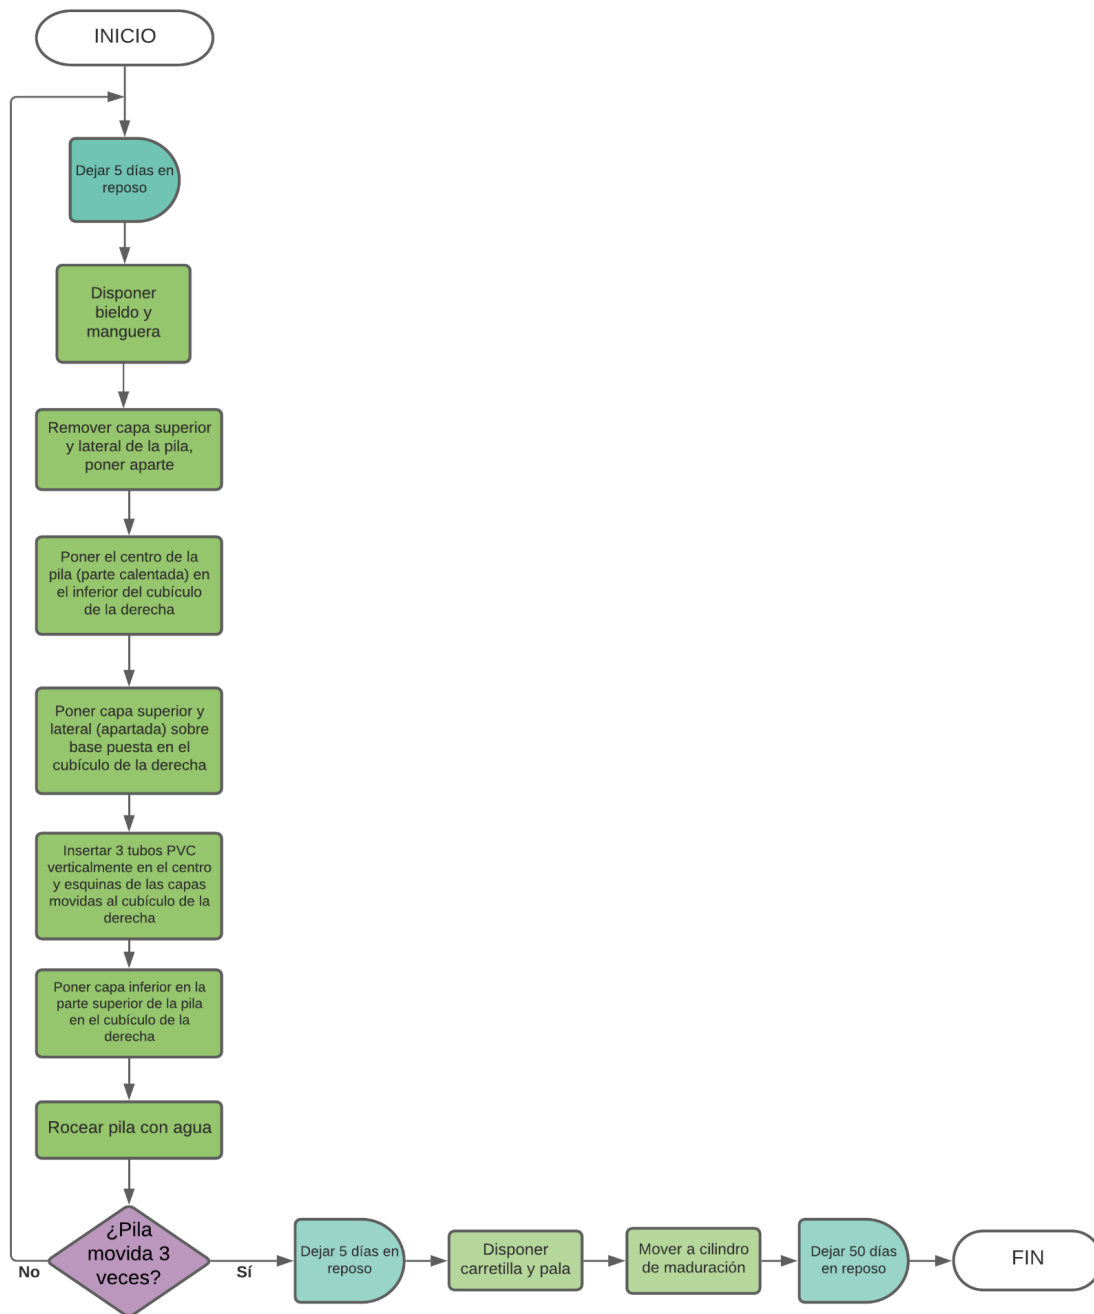 INICIO
Dejar 5 días en
reposo
Disponer
bieldo y
manguera
Remover capa superior
y lateral de la pila,
poner aparte
Poner el centro de la
pila (parte calentada) en
el inferior del cubículo
de la derecha
Poner capa superior y
lateral (apartada) sobre
base puesta en el
cubículo de la derecha
Insertar 3 tubos PVC
verticalmente en el centro
y esquinas de las capas
movidas al cubículo de la
derecha
Poner capa inferior en la
parte superior de la pila
en el cubículo de la
derecha
Rocear pila con agua
¿Pila
movida 3
veces?
No
Sí
Dejar 5 días en
reposo
Disponer
carretilla y pala
Mover a cilindro
de maduración
Dejar 50 días
en reposo
FIN